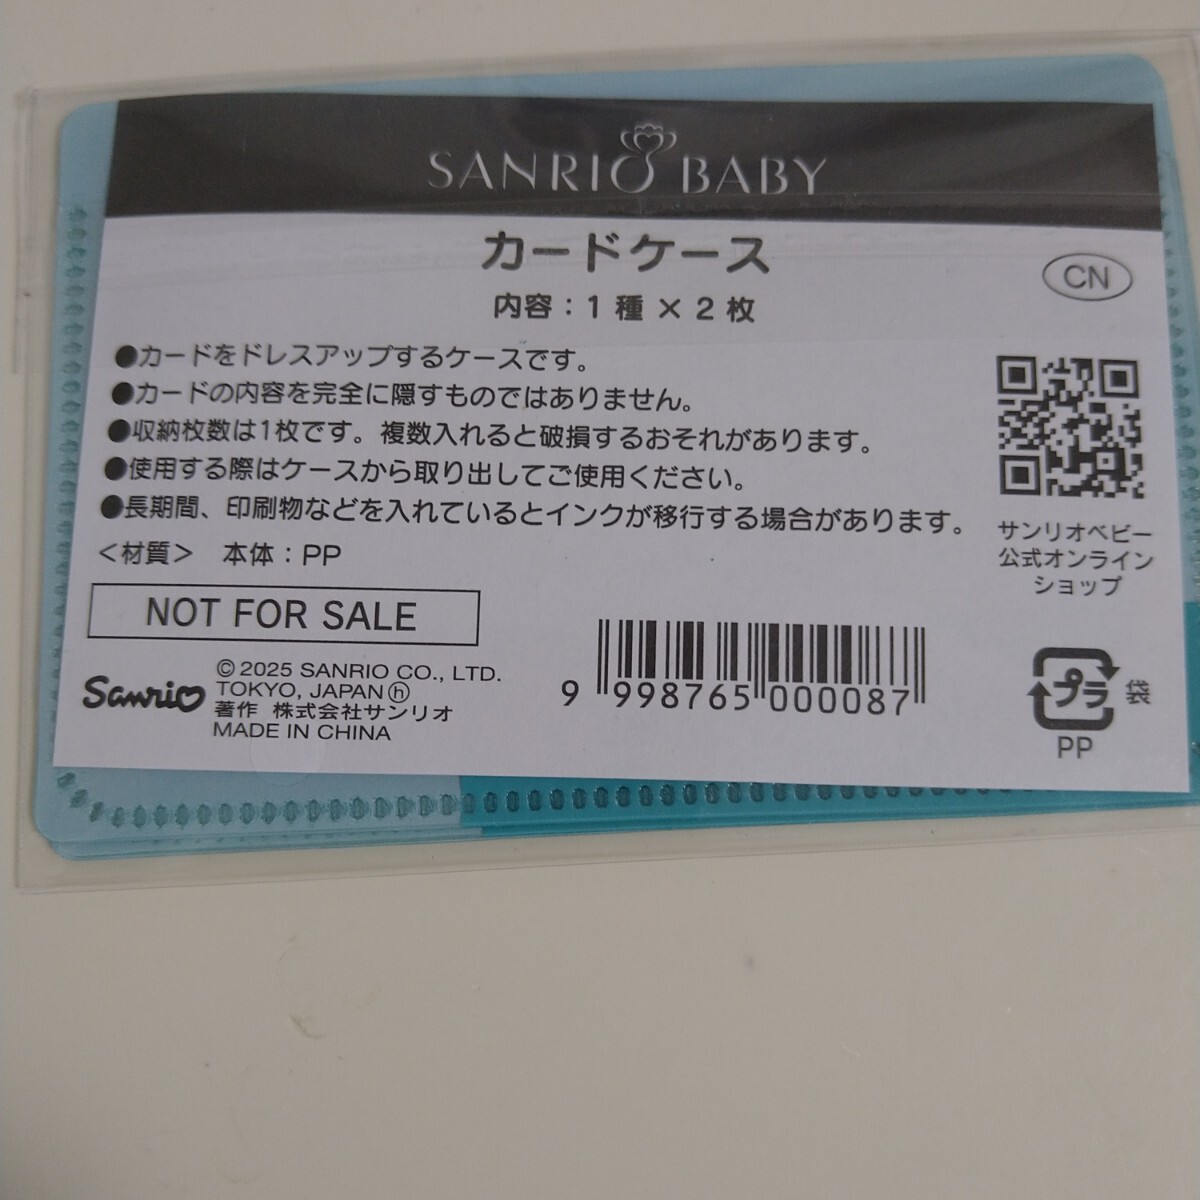 SANRIO BABY
カードケース
CN
内容：1種×2枚
●カードをドレスアップするケースです。
●カードの内容を完全に隠すものではありません。
●収納枚数は1枚です。複数入れると破損するおそれがあります。
●使用する際はケースから取り出してご使用ください。
●長期間、印刷物などを入れているとインクが移行する場合があります。
＜材質＞　本体：PP
サンリオベビー
公式オンライン
ショップ
NOT FOR SALE
Sanrio
© 2025 SANRIO CO., LTD.
TOKYO, JAPAN ⓗ
著作 株式会社サンリオ
MADE IN CHINA
9 998765 000087
プラ
袋
PP